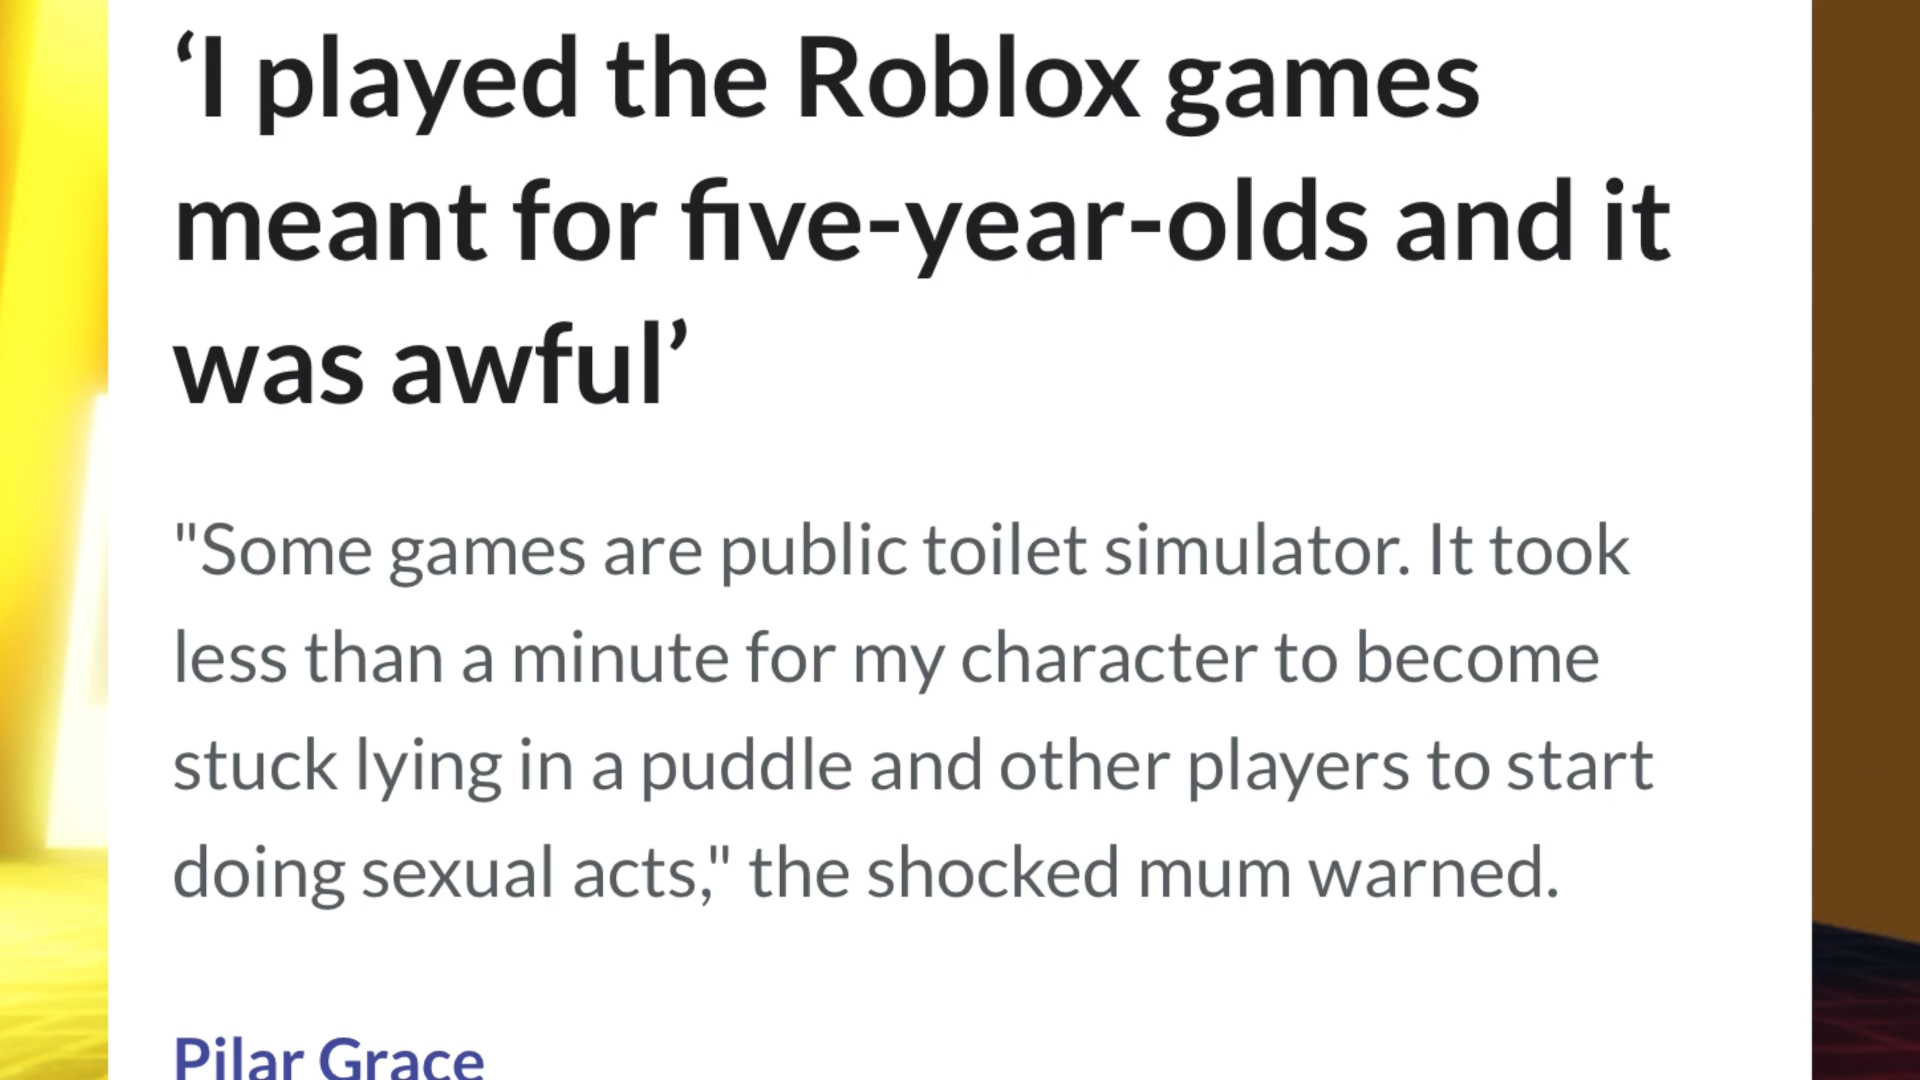 ‘I played the Roblox games
meant for five-year-olds and it
was awful’
"Some games are public toilet simulator. It took
less than a minute for my character to become
stuck lying in a puddle and other players to start
doing sexual acts," the shocked mum warned.
Pilar Grace